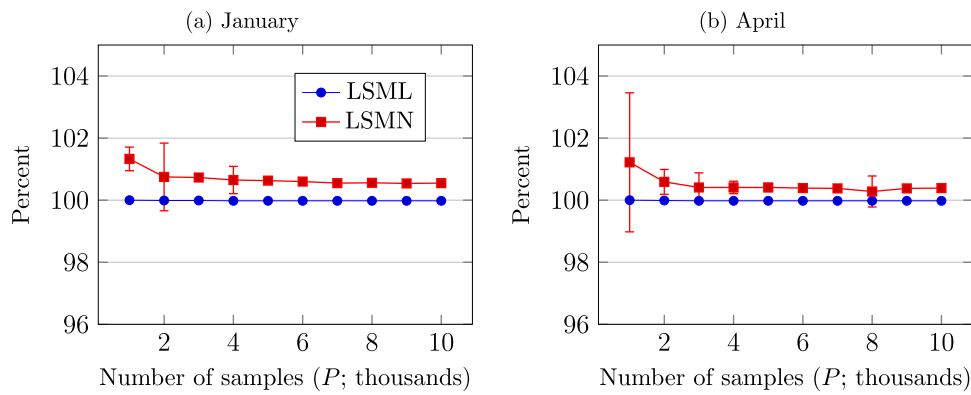 (a) January
104
102
100
98
96
2 4 6 8 10
Percent
Number of samples (P; thousands)
LSML
LSMN
(b) April
104
102
100
98
96
2 4 6 8 10
Percent
Number of samples (P; thousands)